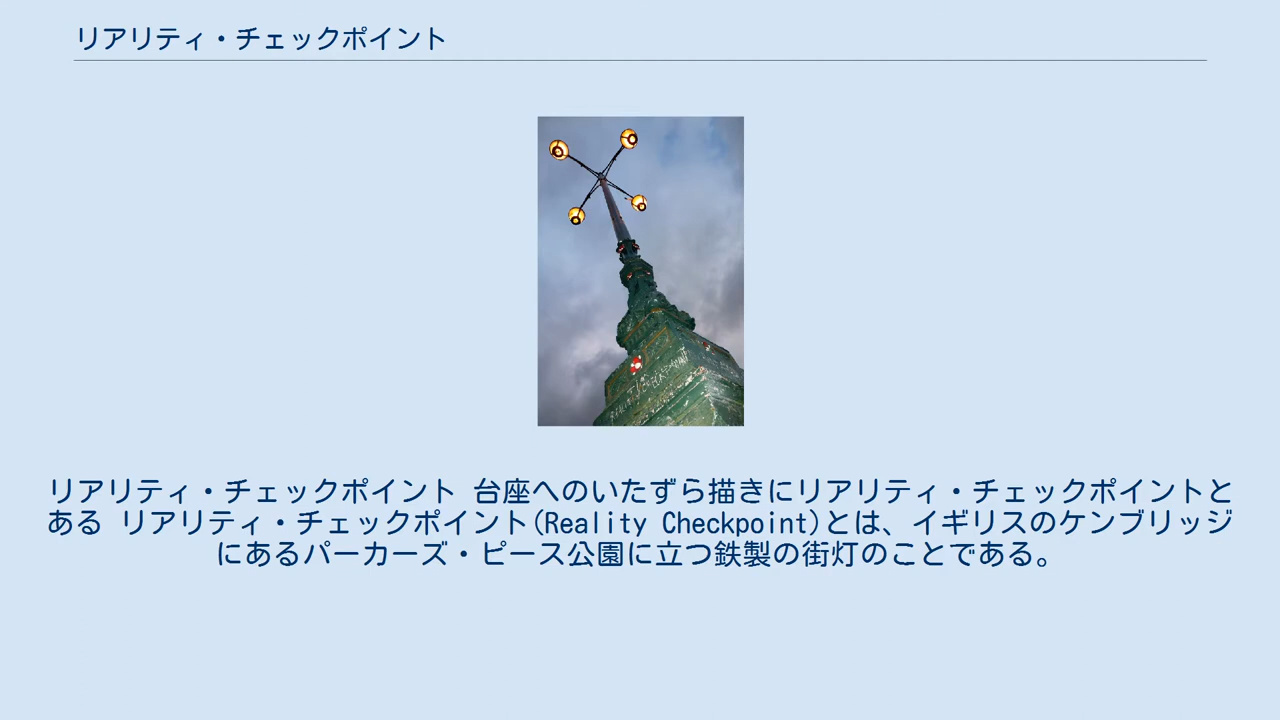 リアリティ・チェックポイント
リアリティ・チェックポイント 台座へのいたずら描きにリアリティ・チェックポイントと
ある リアリティ・チェックポイント(Reality Checkpoint)とは、イギリスのケンブリッジ
にあるパーカーズ・ピース公園に立つ鉄製の街灯のことである。